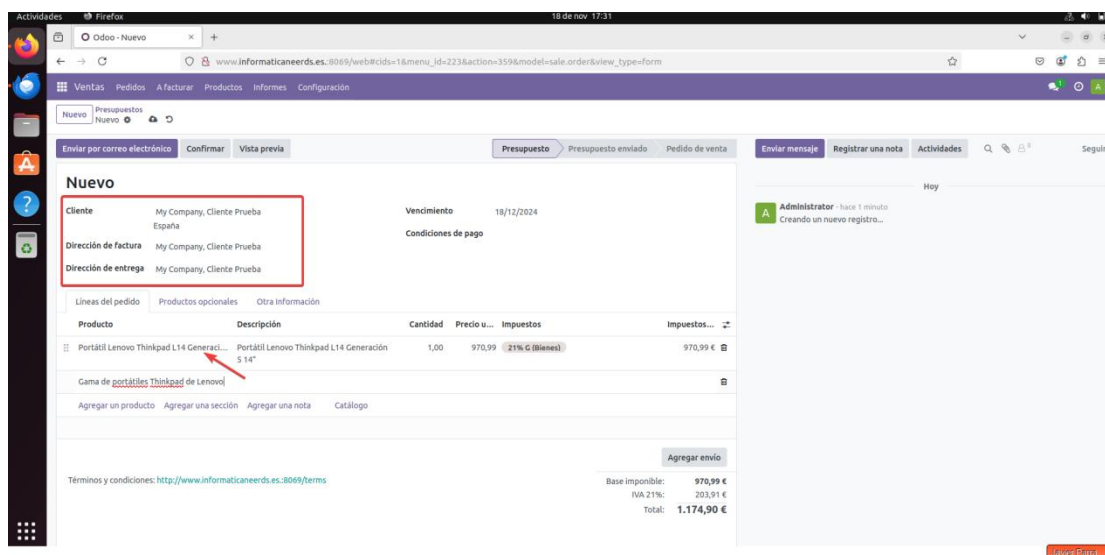 Actividades Firefox 18 de nov 17:31
Odoo - Nuevo × +
www.informaticaneerds.es.:8069/web#cids=1&menu_id=223&action=359&model=sale.order&view_type=form
Ventas Pedidos A facturar Productos Informes Configuración 1 A
Nuevo Presupuestos
Nuevo
Enviar por correo electrónico Confirmar Vista previa Presupuesto Presupuesto enviado Pedido de venta Enviar mensaje Registrar una nota Actividades 0 Seguir
Nuevo
Hoy
Cliente My Company, Cliente Prueba Vencimiento 18/12/2024 A Administrator - hace 1 minuto
España Creando un nuevo registro...
Condiciones de pago
Dirección de factura My Company, Cliente Prueba
Dirección de entrega My Company, Cliente Prueba
Líneas del pedido Productos opcionales Otra información
Producto Descripción Cantidad Precio u... Impuestos Impuestos...
Portátil Lenovo Thinkpad L14 Generaci... Portátil Lenovo Thinkpad L14 Generación 1,00 970,99 21% G (Bienes) 970,99 €
5 14"
Gama de portátiles Thinkpad de Lenovo
Agregar un producto Agregar una sección Agregar una nota Catálogo
Agregar envío
Términos y condiciones: http://www.informaticaneerds.es.:8069/terms Base imponible: 970,99 €
IVA 21%: 203,91 €
Total: 1.174,90 €